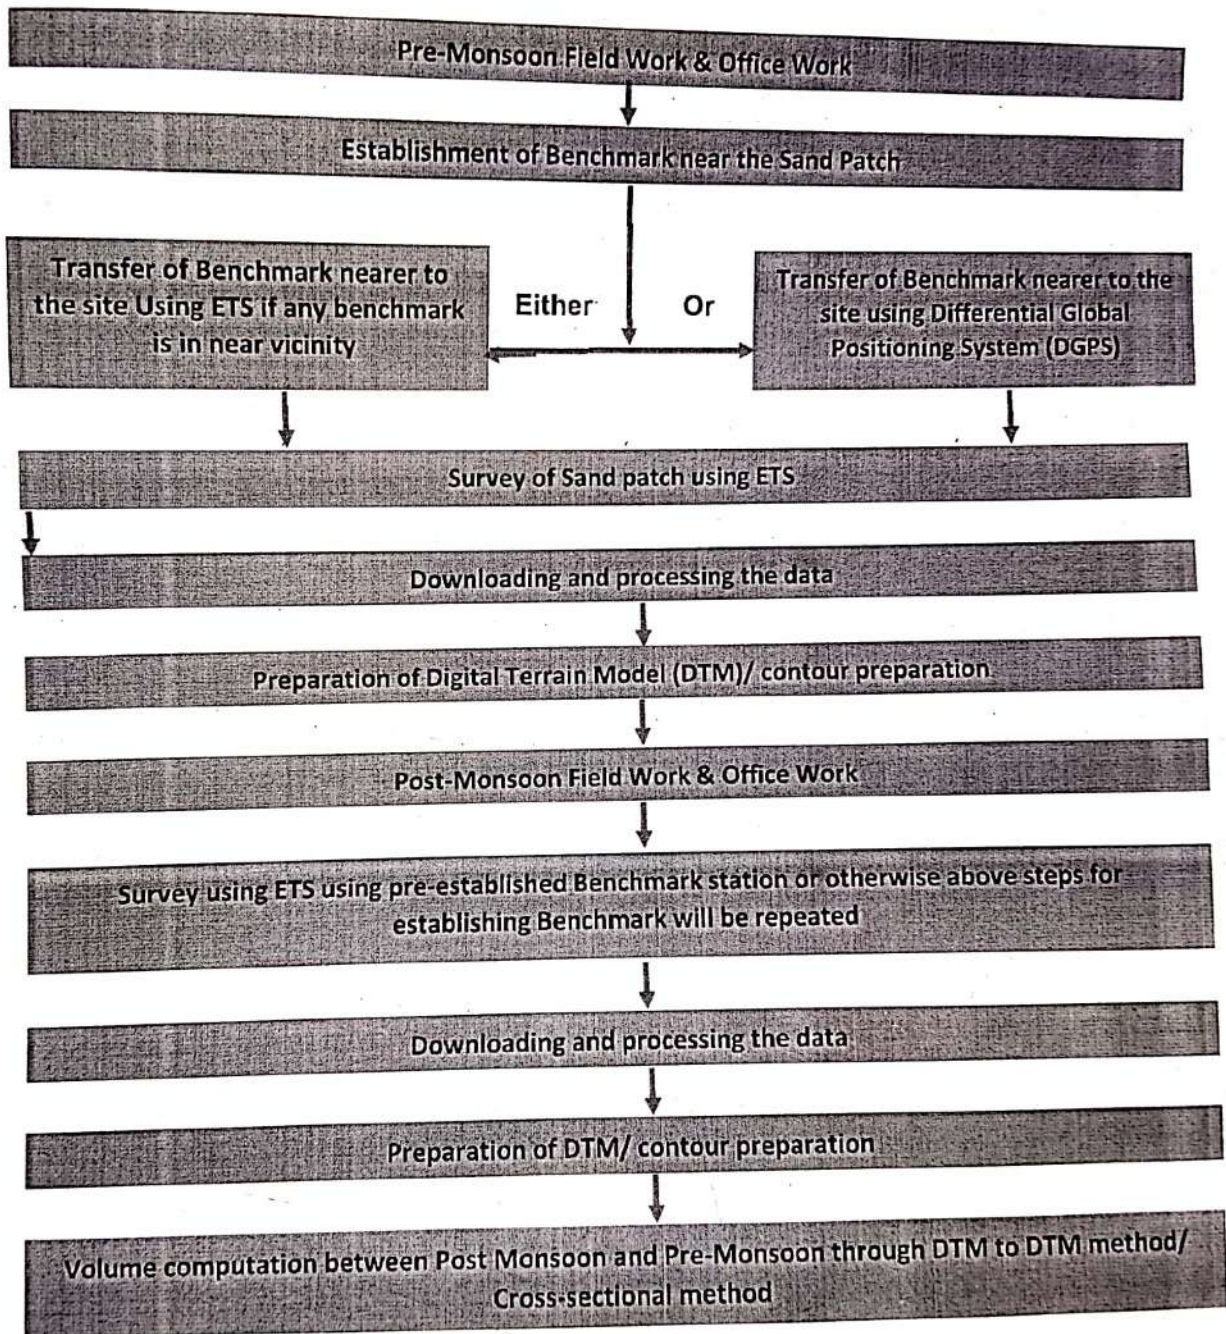 Pre-Monsoon Field Work & Office Work
Establishment of Benchmark near the Sand Patch
Transfer of Benchmark nearer to
the site Using ETS if any benchmark
is in near vicinity
Either
Or
Transfer of Benchmark nearer to the
site using Differential Global
Positioning System (DGPS)
Survey of Sand patch using ETS
Downloading and processing the data
Preparation of Digital Terrain Model (DTM)/ contour preparation
Post-Monsoon Field Work & Office Work
Survey using ETS using pre-established Benchmark station or otherwise above steps for
establishing Benchmark will be repeated
Downloading and processing the data
Preparation of DTM/ contour preparation
Volume computation between Post Monsoon and Pre-Monsoon through DTM to DTM method/
Cross-sectional method